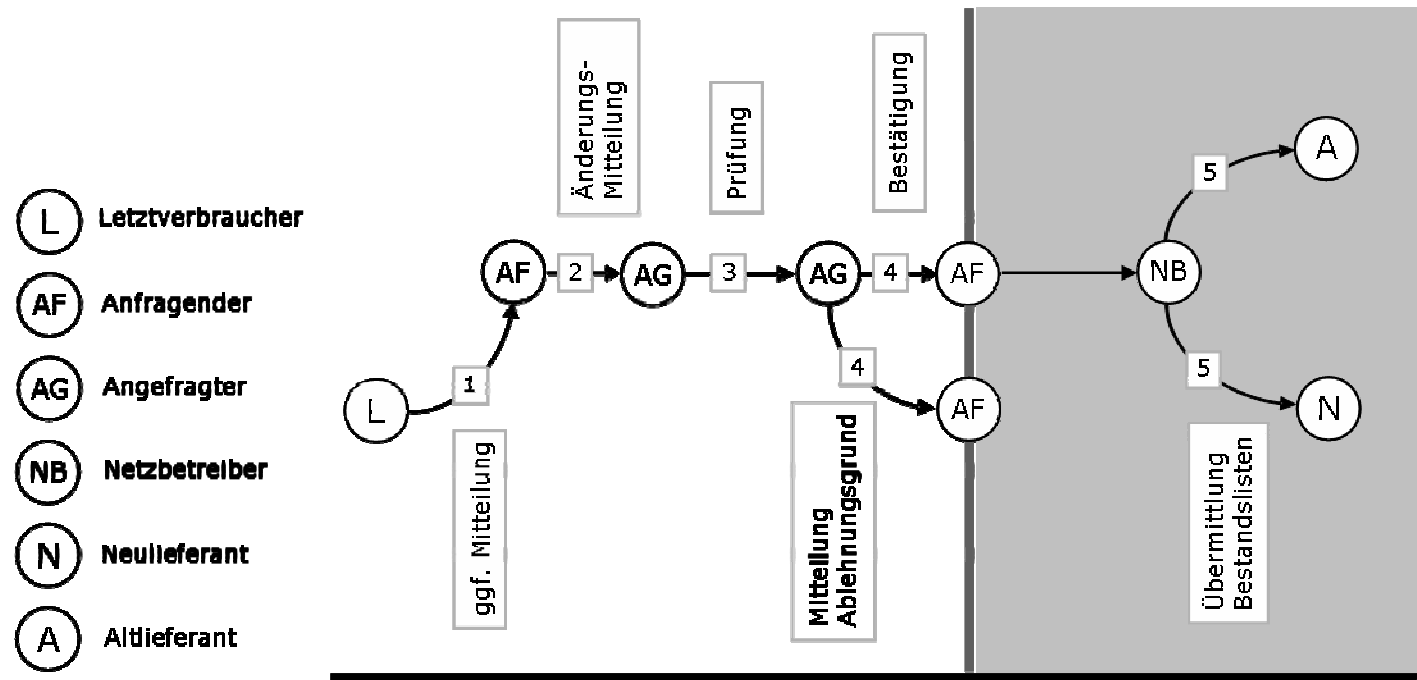 L Letztverbraucher
AF Anfragender
AG Angefragter
NB Netzbetreiber
N Neulieferant
A Altlieferant
Änderungs-
Mitteilung
Prüfung
Bestätigung
L
1
AF
2
AG
3
AG
4
AF
4
AF
NB
5
A
5
N
ggf. Mitteilung
Mitteilung
Ablehnungsgrund
Übermittlung
Bestandslisten